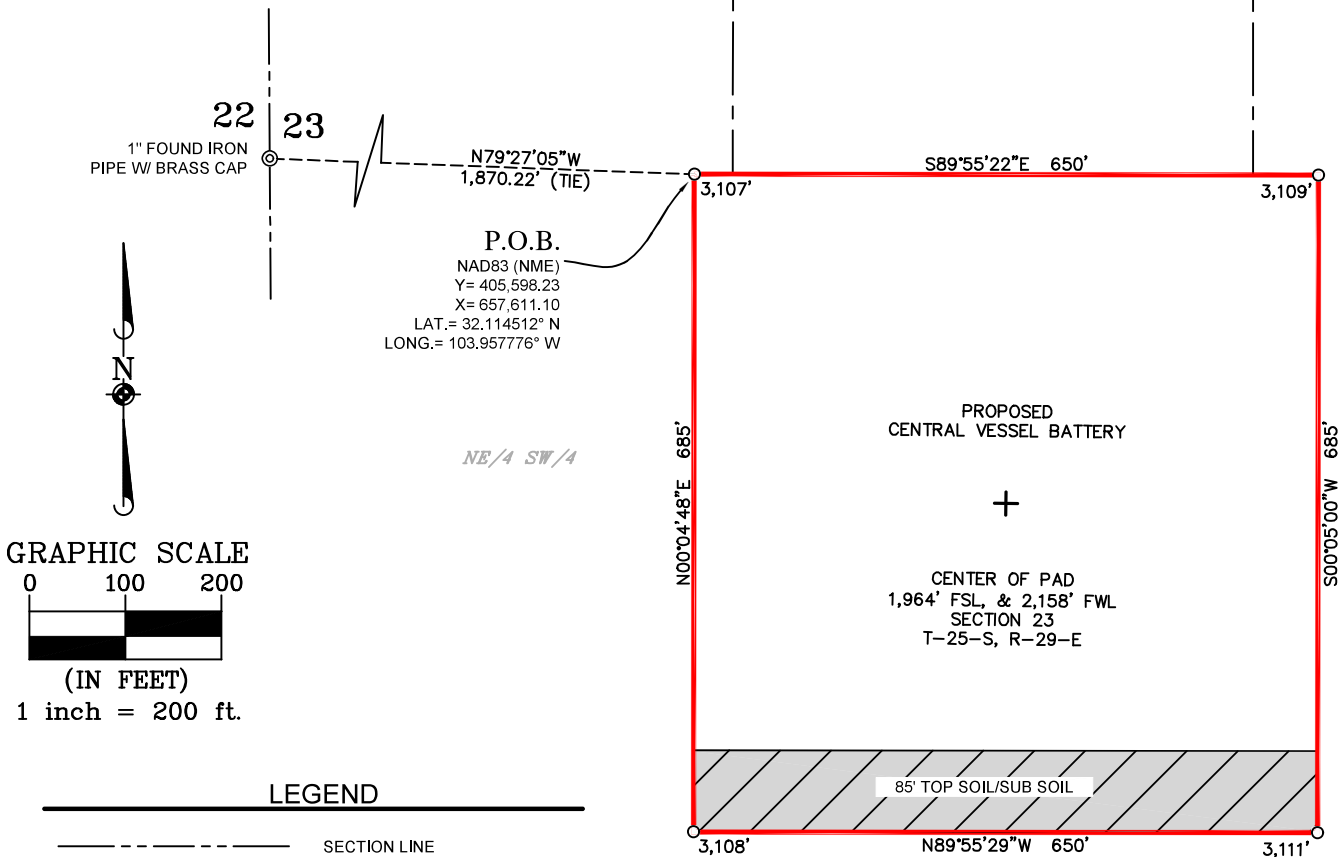 22 23
1" FOUND IRON
PIPE W/ BRASS CAP
N79°27'05"W
1,870.22' (TIE)
S89°55'22"E 650'
3,107'
3,109'
P.O.B.
NAD83 (NME)
Y= 405,598.23
X= 657,611.10
LAT.= 32.114512° N
LONG.= 103.957776° W
N
NE/4 SW/4
N00°04'48"E 685'
PROPOSED
CENTRAL VESSEL BATTERY
S00°05'00"W 685'
CENTER OF PAD
1,964' FSL, & 2,158' FWL
SECTION 23
T-25-S, R-29-E
GRAPHIC SCALE
0 100 200
(IN FEET)
1 inch = 200 ft.
85' TOP SOIL/SUB SOIL
LEGEND
SECTION LINE
3,108'
N89°55'29"W 650'
3,111'